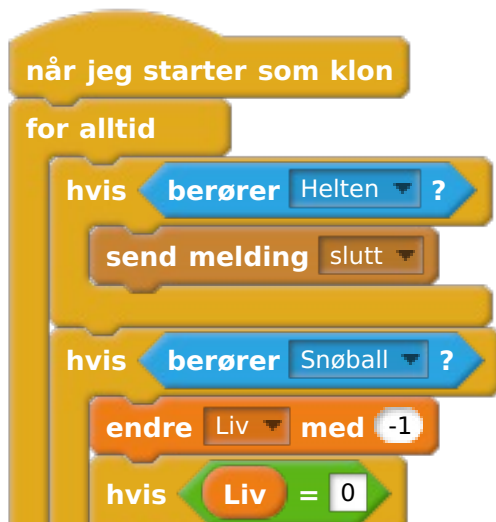 når jeg starter som klon
for alltid
hvis berører Helten ?
send melding slutt
hvis berører Snøball ?
endre Liv med -1
hvis Liv = 0